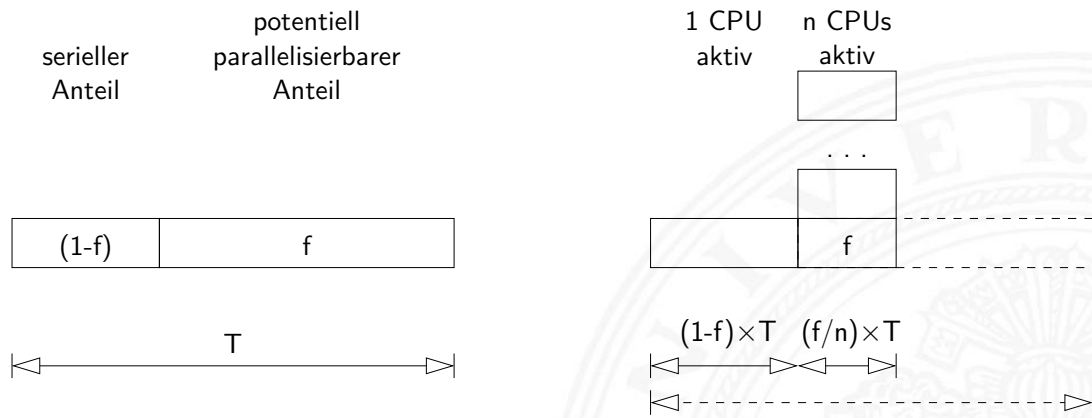 serieller
Anteil
potentiell
parallelisierbarer
Anteil
(1-f)
f
T
1 CPU
aktiv
n CPUs
aktiv
. . .
f
(1-f)×T
(f/n)×T
N I V E R